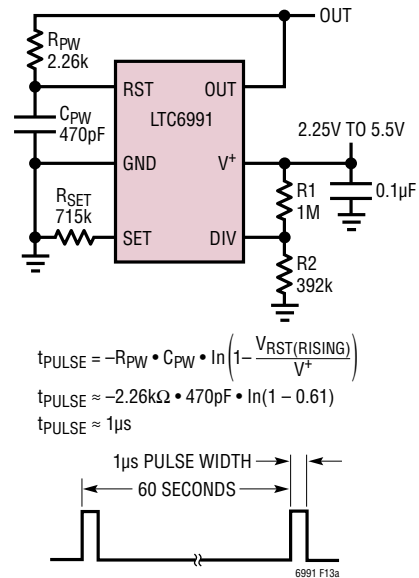 OUT
RPW
2.26k
CPW
470pF
RST
OUT
LTC6991
GND
V+
2.25V TO 5.5V
RSET
715k
SET
DIV
R1
1M
0.1µF
R2
392k
tPULSE = –RPW • CPW • ln(1– VRST(RISING)/V+)
tPULSE ≈ –2.26kΩ • 470pF • ln(1 – 0.61)
tPULSE ≈ 1µs
1µs PULSE WIDTH
60 SECONDS
6991 F13a